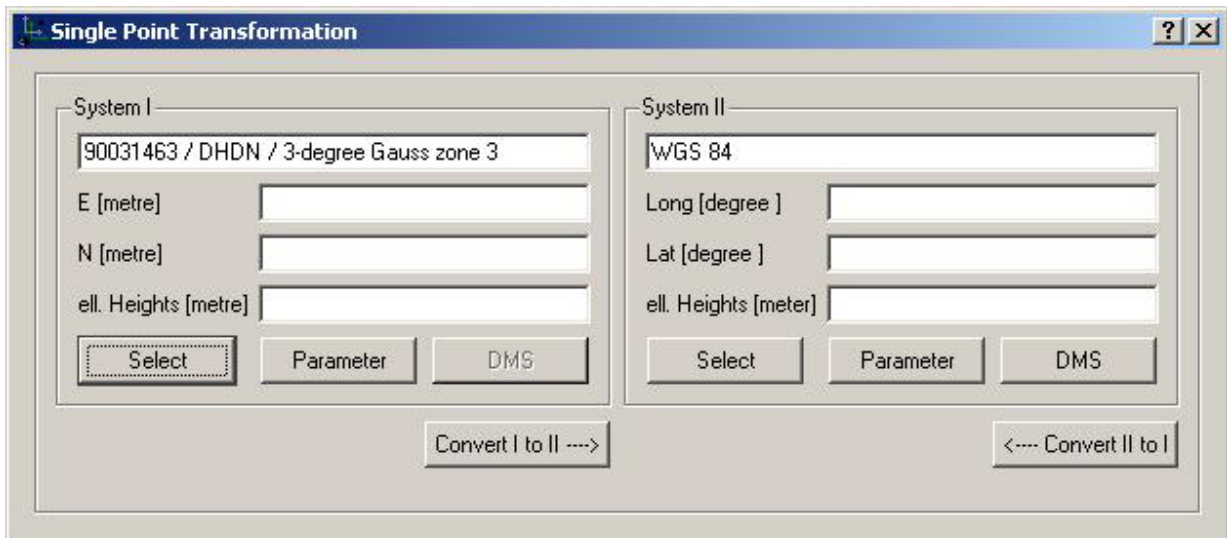 Single Point Transformation
System I
90031463 / DHDN / 3-degree Gauss zone 3
E [metre]
N [metre]
ell. Heights [metre]
Select Parameter DMS
Convert I to II ---->
System II
WGS 84
Long [degree ]
Lat [degree ]
ell. Heights [meter]
Select Parameter DMS
<---- Convert II to I